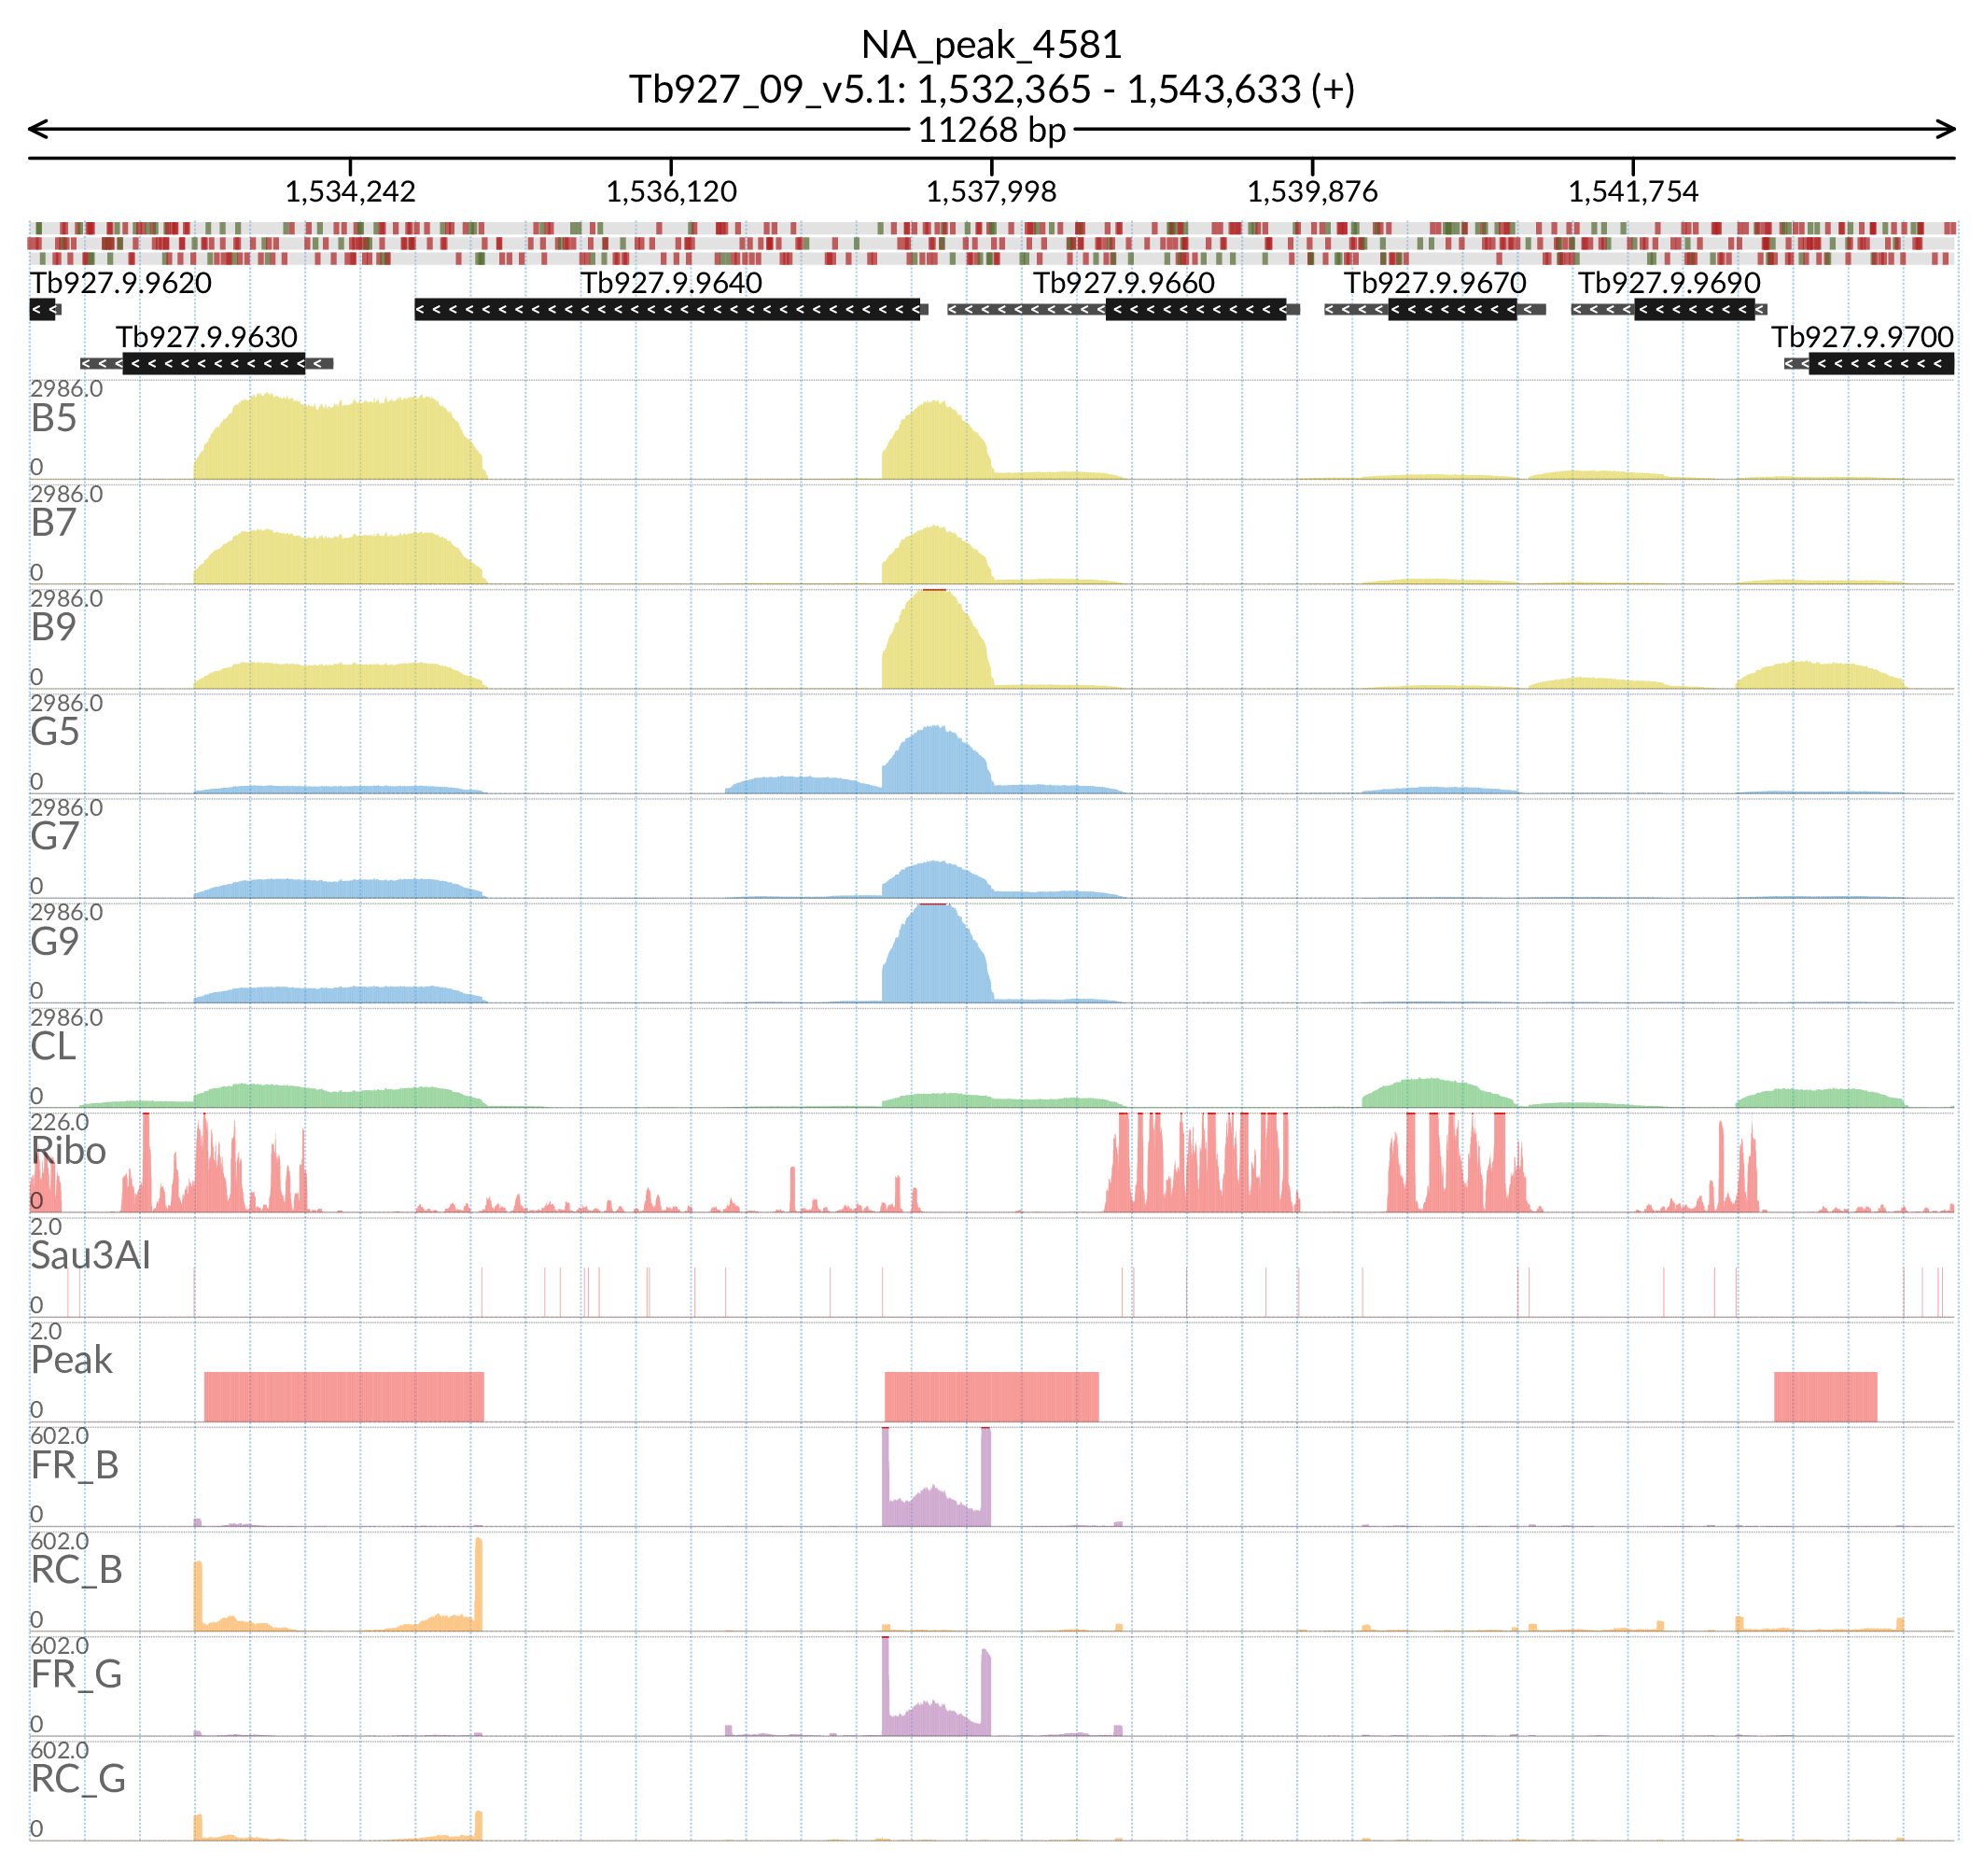 NA_peak_4581
Tb927_09_v5.1: 1,532,365 - 1,543,633 (+)
11268 bp
1,534,242 1,536,120 1,537,998 1,539,876 1,541,754
Tb927.9.9620 Tb927.9.9640 Tb927.9.9660 Tb927.9.9670 Tb927.9.9690
Tb927.9.9630 Tb927.9.9700
2986.0
B5
0
2986.0
B7
0
2986.0
B9
0
2986.0
G5
0
2986.0
G7
0
2986.0
G9
0
2986.0
CL
0
226.0
Ribo
0
2.0
Sau3AI
0
2.0
Peak
0
602.0
FR_B
0
602.0
RC_B
0
602.0
FR_G
0
602.0
RC_G
0